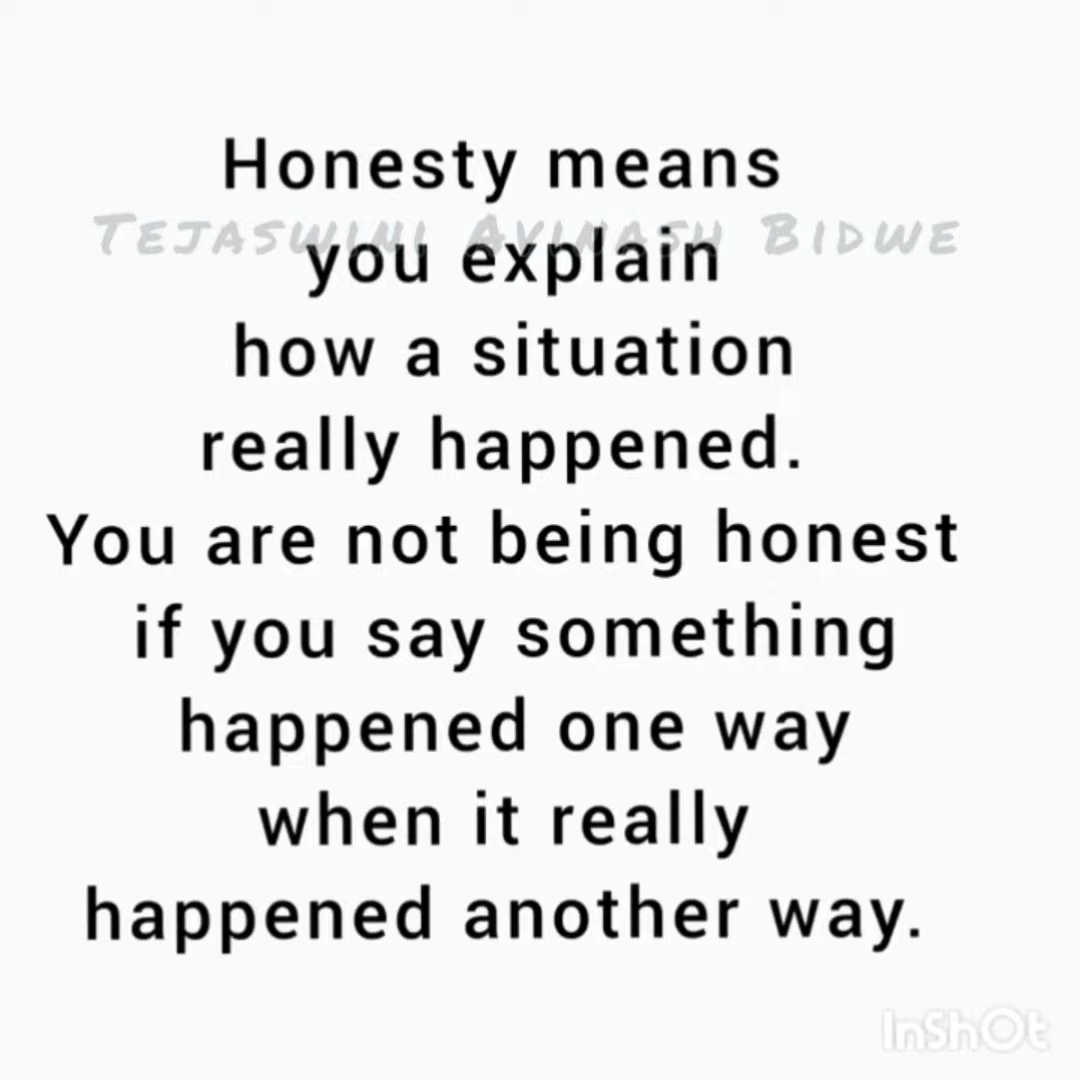 Honesty means
TEJASWINI AVINASH BIDWE
you explain
how a situation
really happened.
You are not being honest
if you say something
happened one way
when it really
happened another way.
InShOt